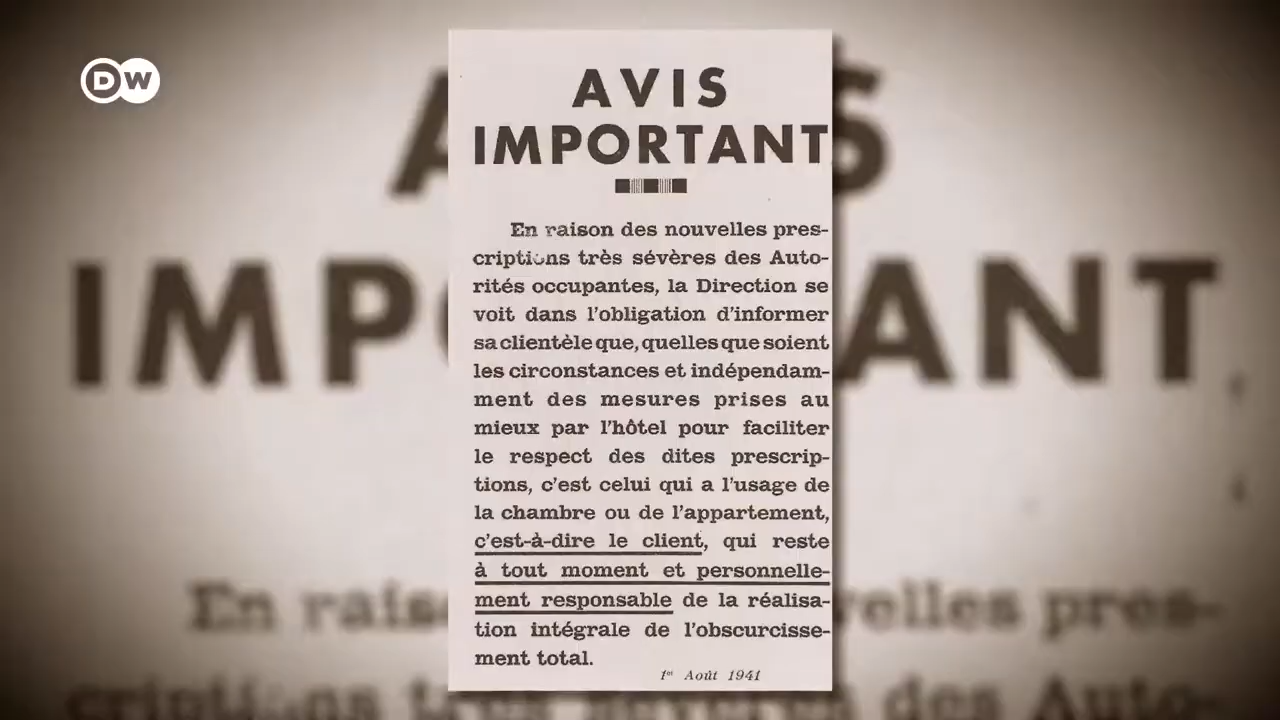 DW
AVIS
IMPORTANT
En raison des nouvelles pres-
criptions très sévères des Auto-
rités occupantes, la Direction se
voit dans l'obligation d'informer
sa clientèle que, quelles que soient
les circonstances et indépendam-
ment des mesures prises au
mieux par l'hôtel pour faciliter
le respect des dites prescrip-
tions, c'est celui qui a l'usage de
la chambre ou de l'appartement,
c'est-à-dire le client, qui reste
à tout moment et personnelle-
ment responsable de la réalisa-
tion intégrale de l'obscurcisse-
ment total.
1er Août 1941